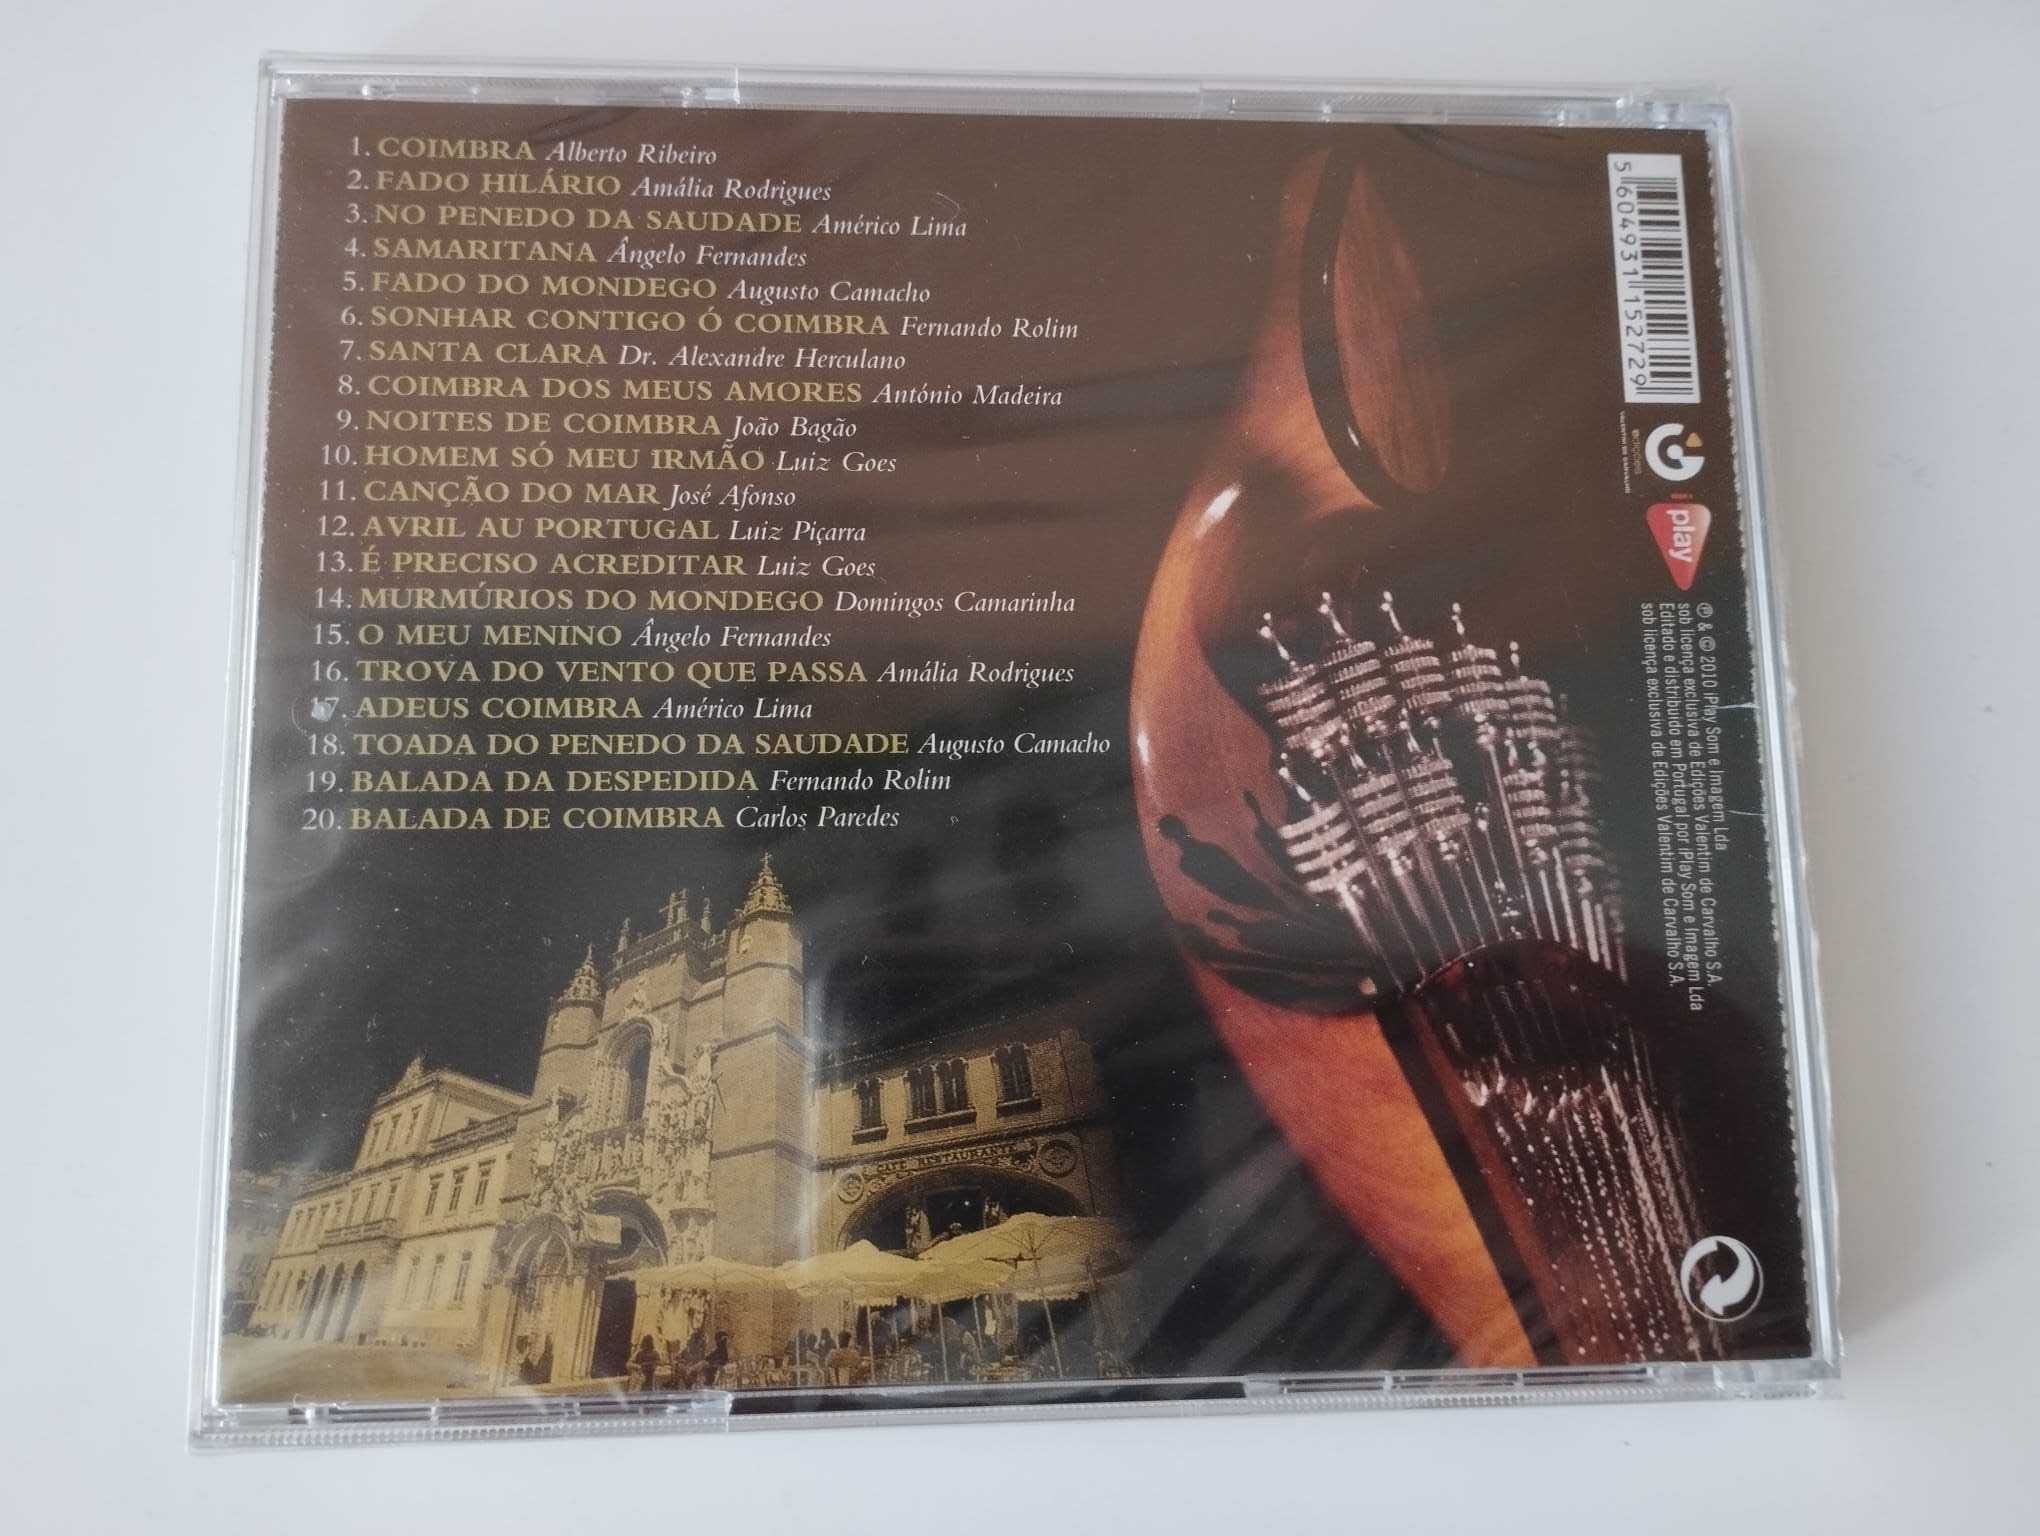 1. COIMBRA Alberto Ribeiro
2. FADO HILÁRIO Amália Rodrigues
3. NO PENEDO DA SAUDADE Américo Lima
4. SAMARITANA Ângelo Fernandes
5. FADO DO MONDEGO Augusto Camacho
6. SONHAR CONTIGO Ó COIMBRA Fernando Rolim
7. SANTA CLARA Dr. Alexandre Herculano
8. COIMBRA DOS MEUS AMORES António Madeira
9. NOITES DE COIMBRA João Bagão
10. HOMEM SÓ MEU IRMÃO Luiz Goes
11. CANÇÃO DO MAR José Afonso
12. AVRIL AU PORTUGAL Luiz Piçarra
13. É PRECISO ACREDITAR Luiz Goes
14. MURMÚRIOS DO MONDEGO Domingos Camarinha
15. O MEU MENINO Ângelo Fernandes
16. TROVA DO VENTO QUE PASSA Amália Rodrigues
17. ADEUS COIMBRA Américo Lima
18. TOADA DO PENEDO DA SAUDADE Augusto Camacho
19. BALADA DA DESPEDIDA Fernando Rolim
20. BALADA DE COIMBRA Carlos Paredes
5 604931 152729
edições
VALENTIM DE CARVALHO
i play
℗ & © 2010 iPlay Som e Imagem Lda
sob licença exclusiva de Edições Valentim de Carvalho S.A.
Editado e distribuido em Portugal por iPlay Som e Imagem Lda
sob licença exclusiva de Edições Valentim de Carvalho S.A.
CAFÉ RESTAURANTE